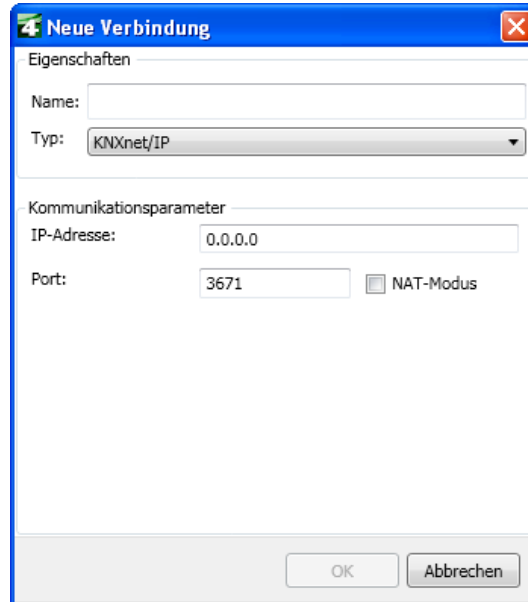 4 Neue Verbindung
Eigenschaften
Name:
Typ: KNXnet/IP
Kommunikationsparameter
IP-Adresse: 0.0.0.0
Port: 3671 NAT-Modus
OK Abbrechen